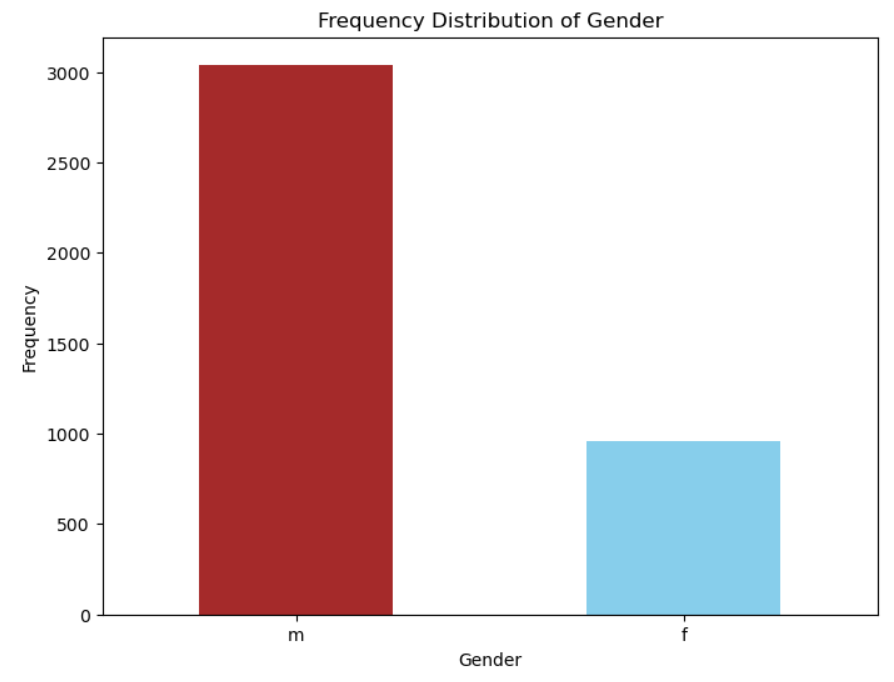 Frequency Distribution of Gender
Frequency
3000
2500
2000
1500
1000
500
0
m
f
Gender